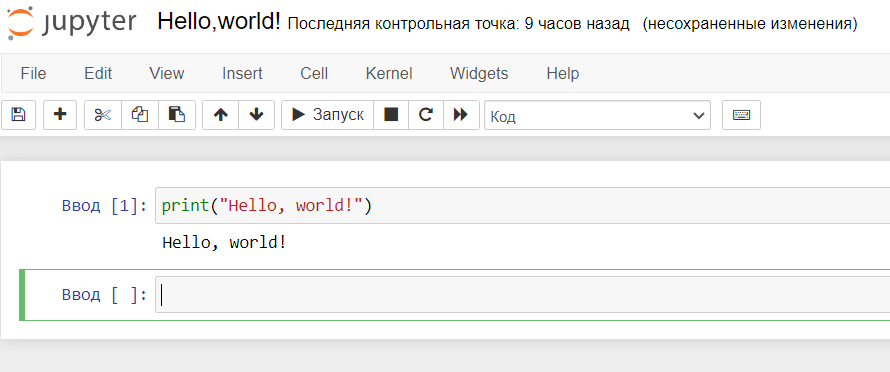 jupyter Hello,world! Последняя контрольная точка: 9 часов назад (несохраненные изменения)
File Edit View Insert Cell Kernel Widgets Help
Запуск Код
Ввод [1]: print("Hello, world!")
Hello, world!
Ввод [ ]: